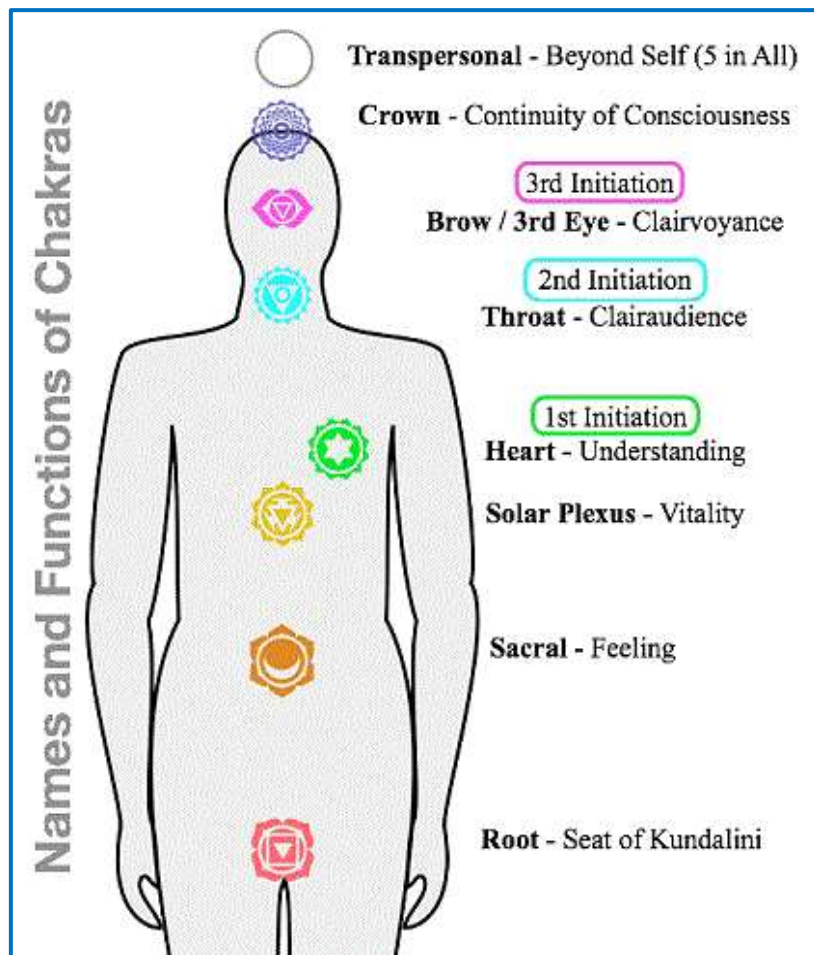 Names and Functions of Chakras
Transpersonal - Beyond Self (5 in All)
Crown - Continuity of Consciousness
3rd Initiation
Brow / 3rd Eye - Clairvoyance
2nd Initiation
Throat - Clairaudience
1st Initiation
Heart - Understanding
Solar Plexus - Vitality
Sacral - Feeling
Root - Seat of Kundalini